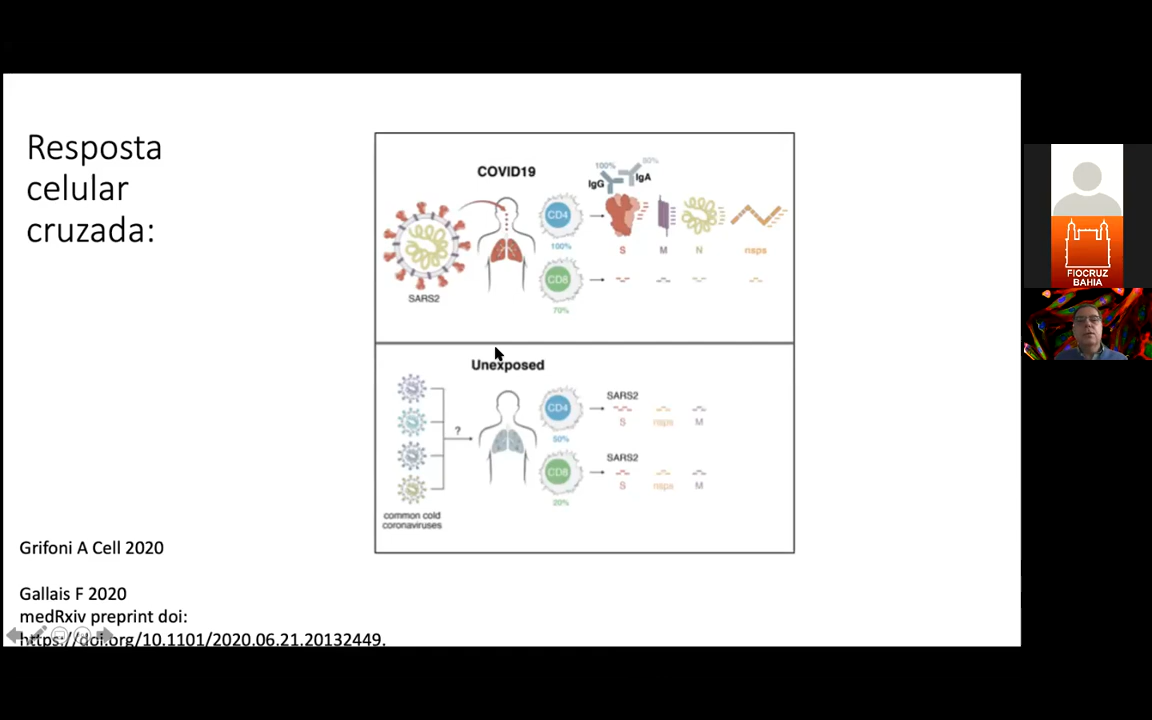 Resposta
celular
cruzada:
COVID19
100%
IgG
IgA
CD4
100%
S
M
N
nsps
SARS2
CD8
70%
Unexposed
?
CD4
50%
SARS2
S
nsps
M
CD8
20%
SARS2
S
nsps
M
common cold
coronaviruses
Grifoni A Cell 2020
Gallais F 2020
medRxiv preprint doi:
https://doi.org/10.1101/2020.06.21.20132449.
FIOCRUZ
BAHIA